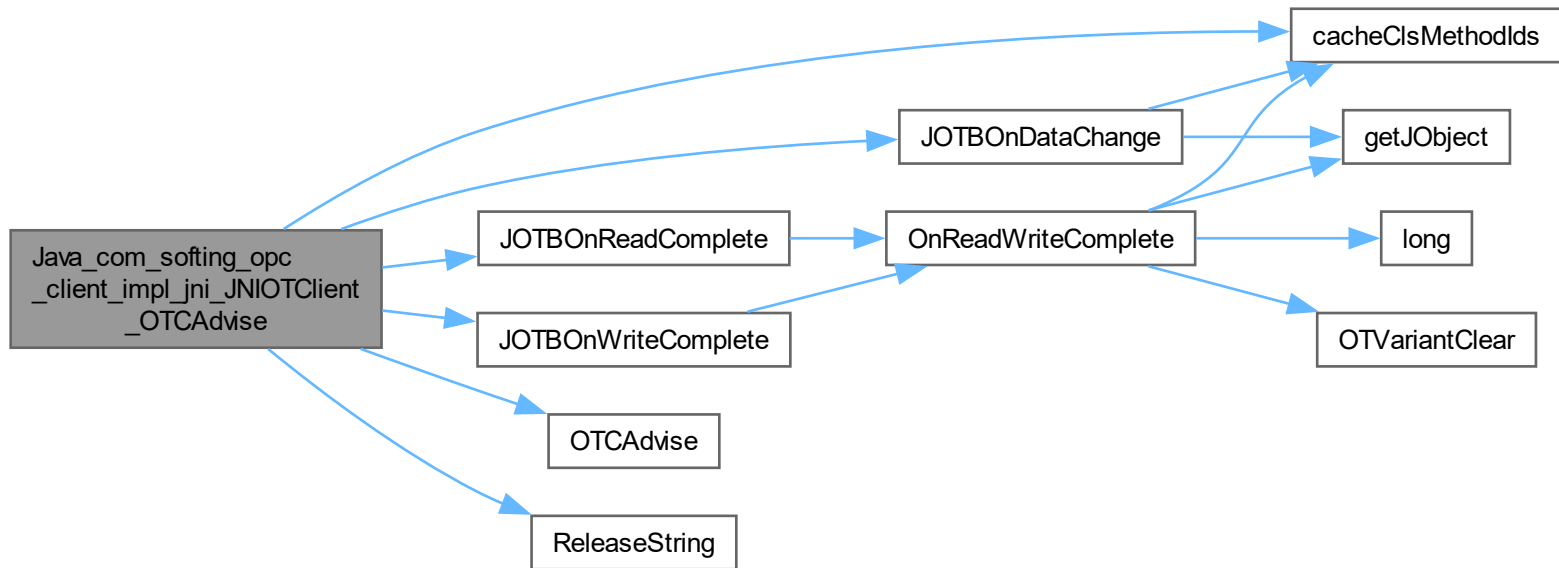 Java_com_softing_opc
_client_impl_jni_JNIOTClient
_OTCAdvise
cacheClsMethodIds
JOTBOnDataChange
getJObject
JOTBOnReadComplete
OnReadWriteComplete
long
JOTBOnWriteComplete
OTVariantClear
OTCAdvise
ReleaseString